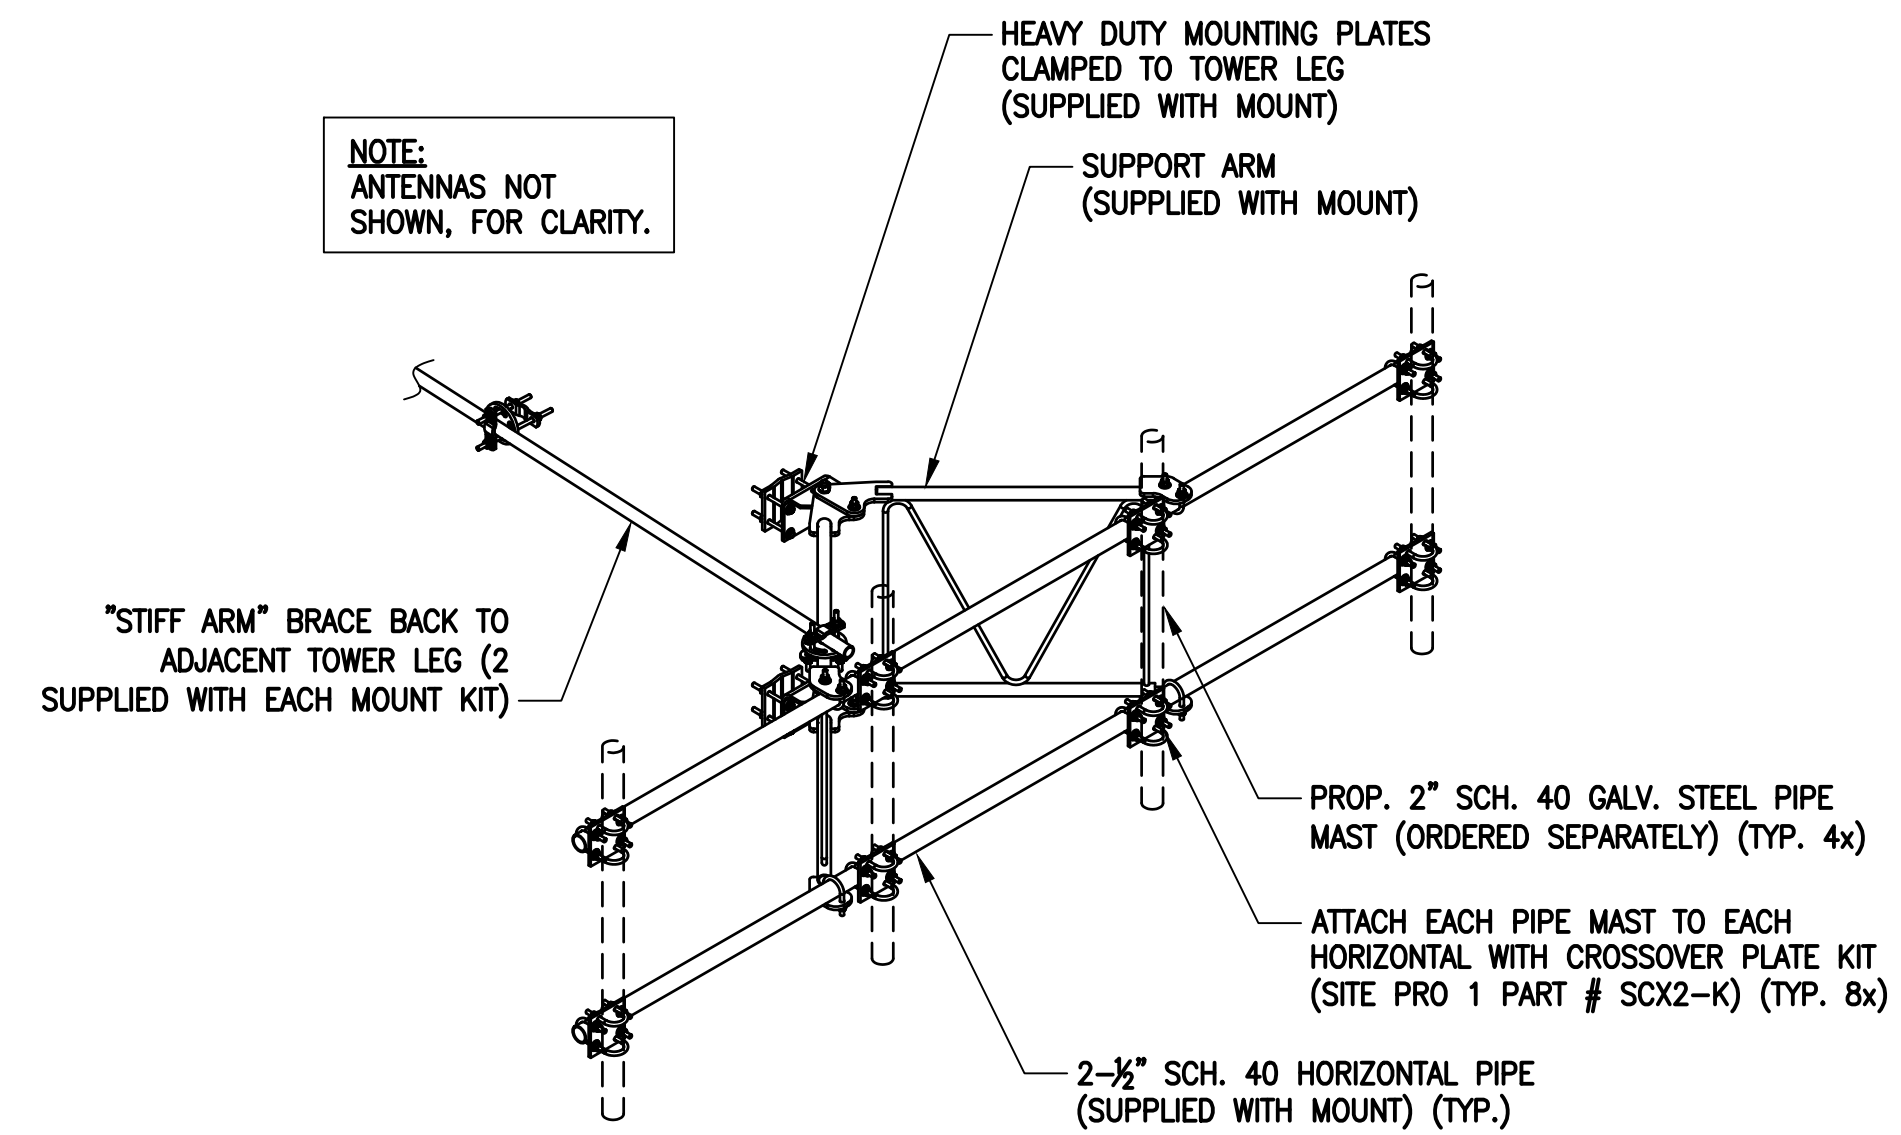 HEAVY DUTY MOUNTING PLATES
CLAMPED TO TOWER LEG
(SUPPLIED WITH MOUNT)
NOTE:
ANTENNAS NOT
SHOWN, FOR CLARITY.
SUPPORT ARM
(SUPPLIED WITH MOUNT)
"STIFF ARM" BRACE BACK TO
ADJACENT TOWER LEG (2
SUPPLIED WITH EACH MOUNT KIT)
PROP. 2" SCH. 40 GALV. STEEL PIPE
MAST (ORDERED SEPARATELY) (TYP. 4x)
ATTACH EACH PIPE MAST TO EACH
HORIZONTAL WITH CROSSOVER PLATE KIT
(SITE PRO 1 PART # SCX2-K) (TYP. 8x)
2-½" SCH. 40 HORIZONTAL PIPE
(SUPPLIED WITH MOUNT) (TYP.)